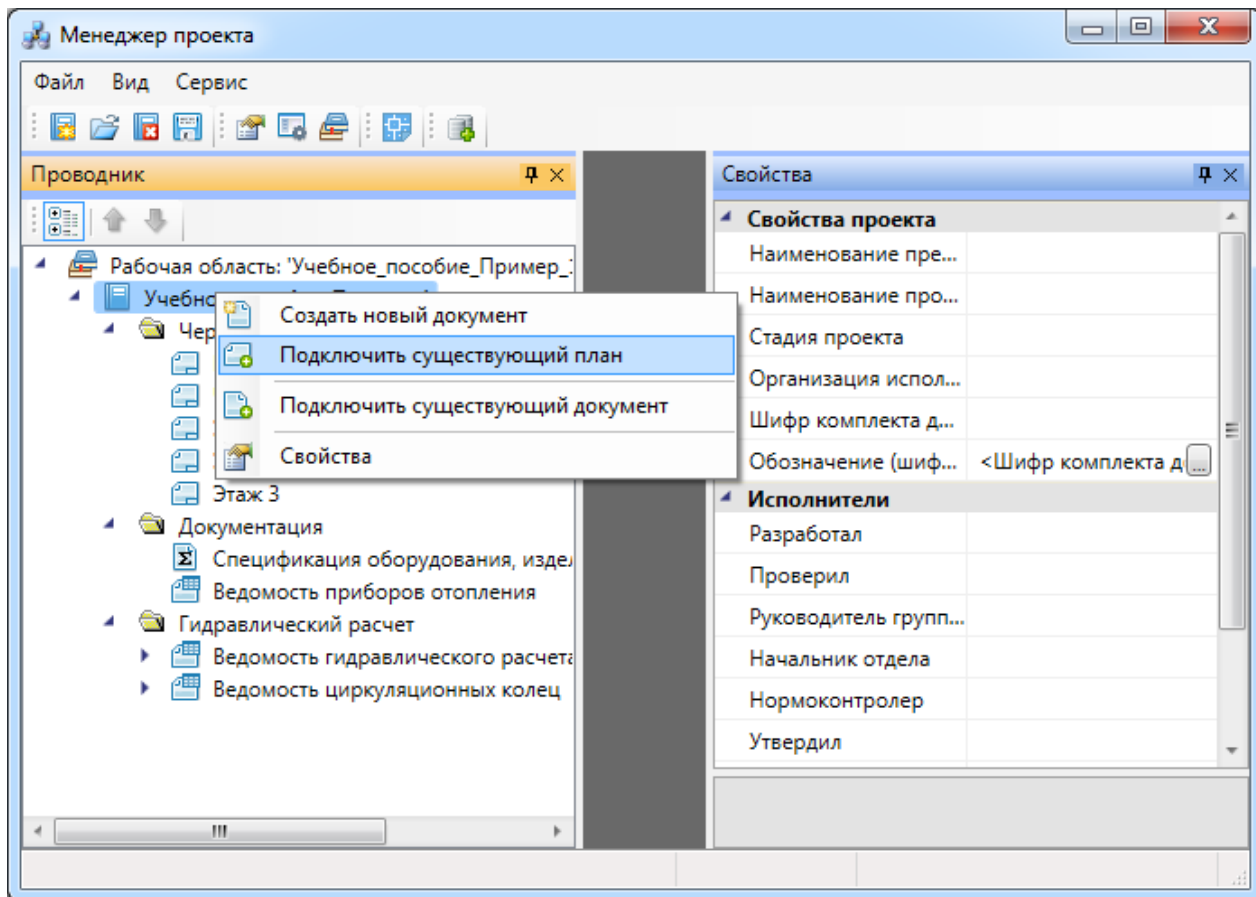 Менеджер проекта
Файл Вид Сервис
Проводник
Рабочая область: 'Учебное_пособие_Пример_
Создать новый документ
Подключить существующий план
Подключить существующий документ
Свойства
Этаж 3
Документация
Спецификация оборудования, изде
Ведомость приборов отопления
Гидравлический расчет
Ведомость гидравлического расчета
Ведомость циркуляционных колец
Свойства
Свойства проекта
Наименование пре...
Наименование про...
Стадия проекта
Организация испол...
Шифр комплекта д...
Обозначение (шиф... <Шифр комплекта д ...
Исполнители
Разработал
Проверил
Руководитель групп...
Начальник отдела
Нормоконтролер
Утвердил